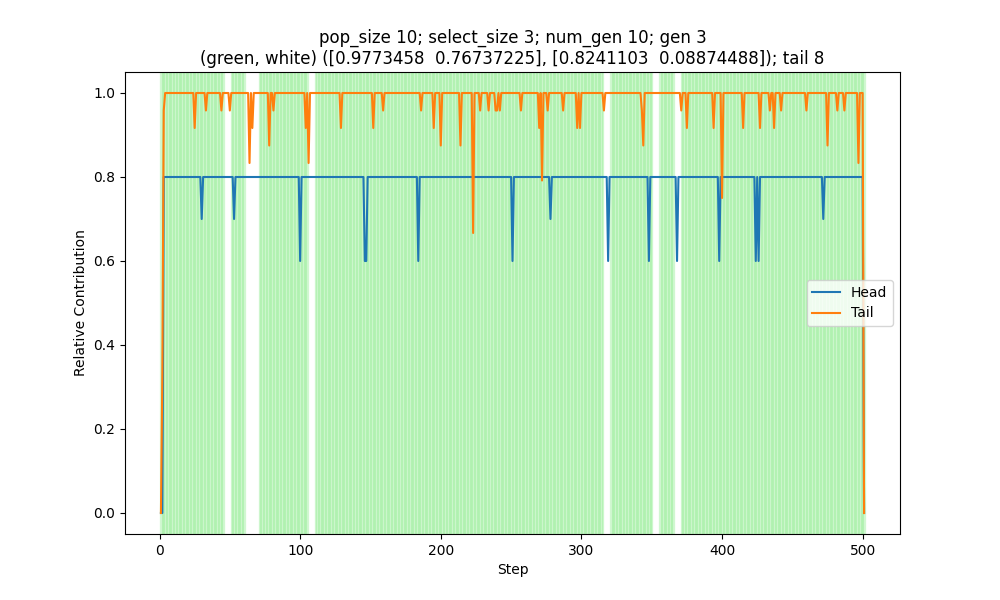 pop_size 10; select_size 3; num_gen 10; gen 3
(green, white) ([0.9773458 0.76737225], [0.8241103 0.08874488]); tail 8
1.0
0.8
0.6
0.4
0.2
0.0
Relative Contribution
Head
Tail
0 100 200 300 400 500
Step